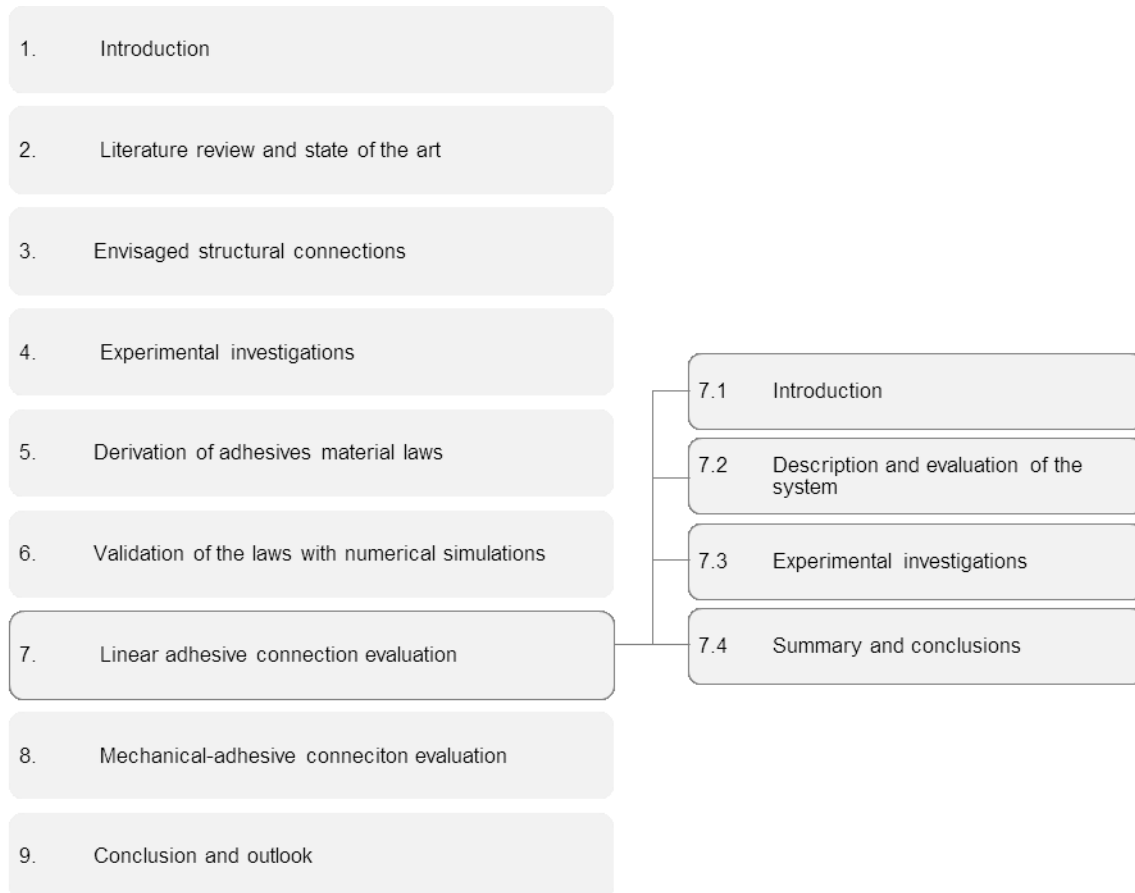 1. Introduction
2. Literature review and state of the art
3. Envisaged structural connections
4. Experimental investigations
5. Derivation of adhesives material laws
6. Validation of the laws with numerical simulations
7. Linear adhesive connection evaluation
8. Mechanical-adhesive conneciton evaluation
9. Conclusion and outlook
7.1 Introduction
7.2 Description and evaluation of the
system
7.3 Experimental investigations
7.4 Summary and conclusions